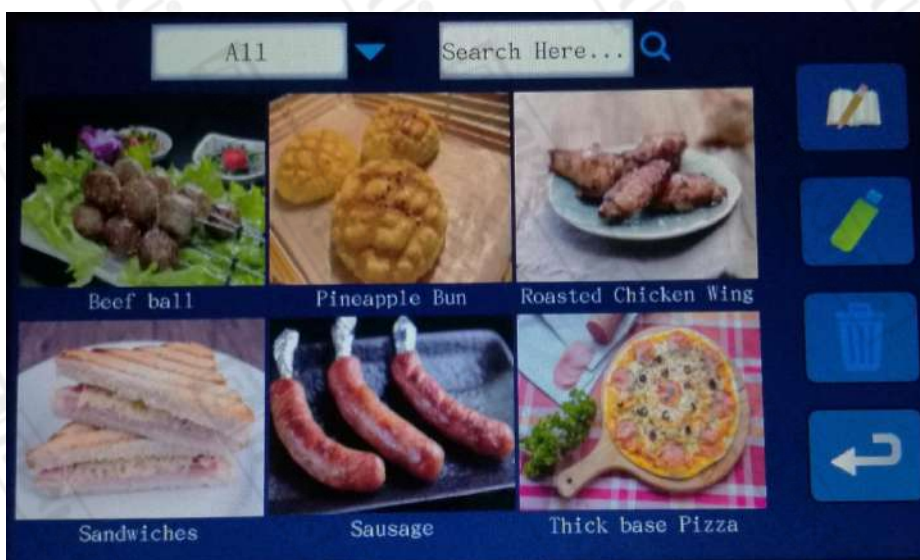 All
Search Here...
Beef ball
Pineapple Bun
Roasted Chicken Wing
Sandwiches
Sausage
Thick base Pizza